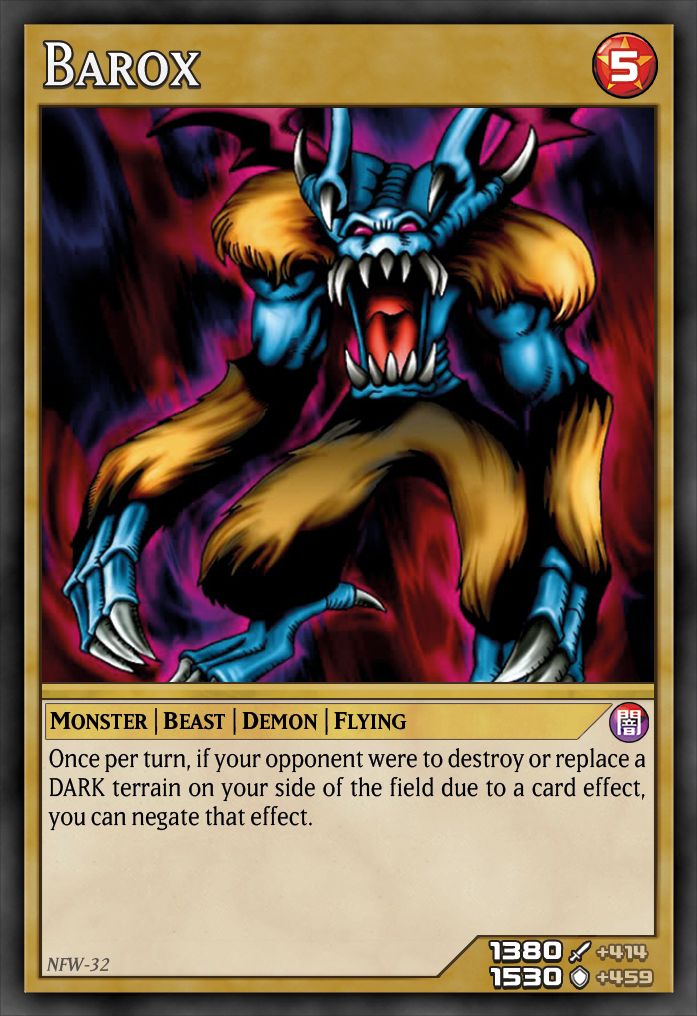 BAROX
5
MONSTER | BEAST | DEMON | FLYING
闇
Once per turn, if your opponent were to destroy or replace a
DARK terrain on your side of the field due to a card effect,
you can negate that effect.
1380 +414
NFW-32
1530 +459